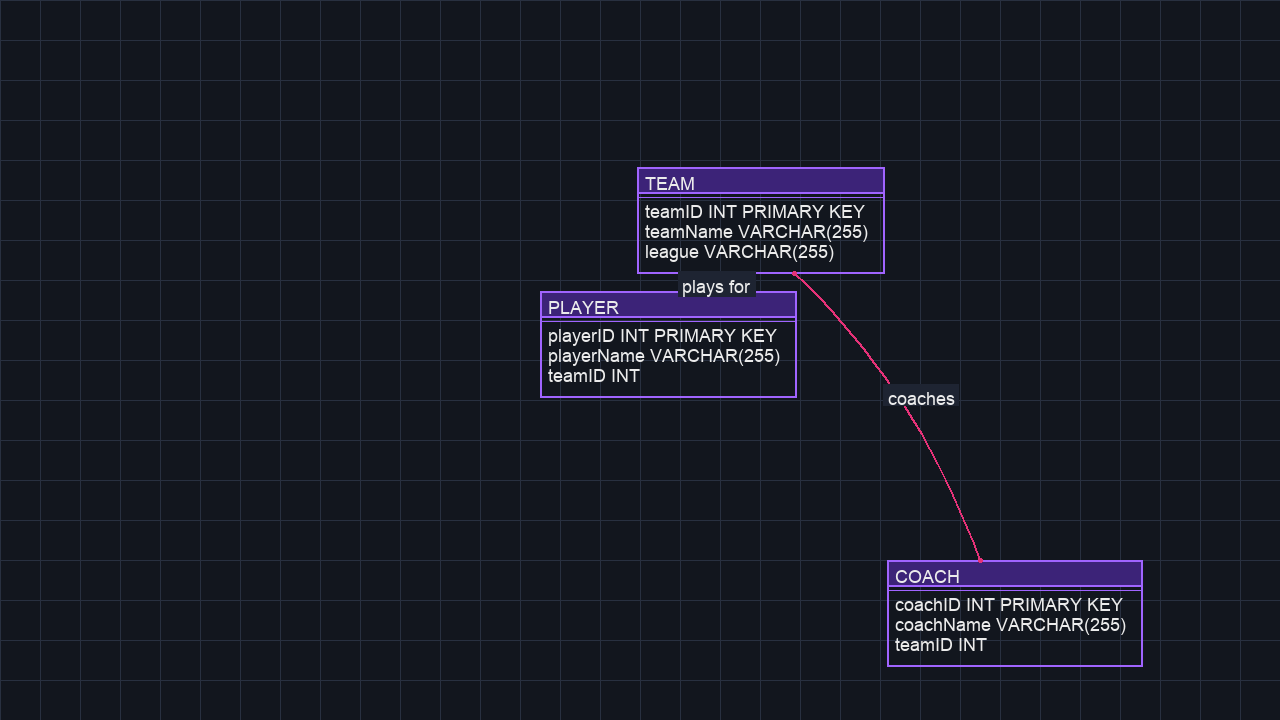 TEAM
teamID INT PRIMARY KEY
teamName VARCHAR(255)
league VARCHAR(255)
plays for
PLAYER
playerID INT PRIMARY KEY
playerName VARCHAR(255)
teamID INT
coaches
COACH
coachID INT PRIMARY KEY
coachName VARCHAR(255)
teamID INT